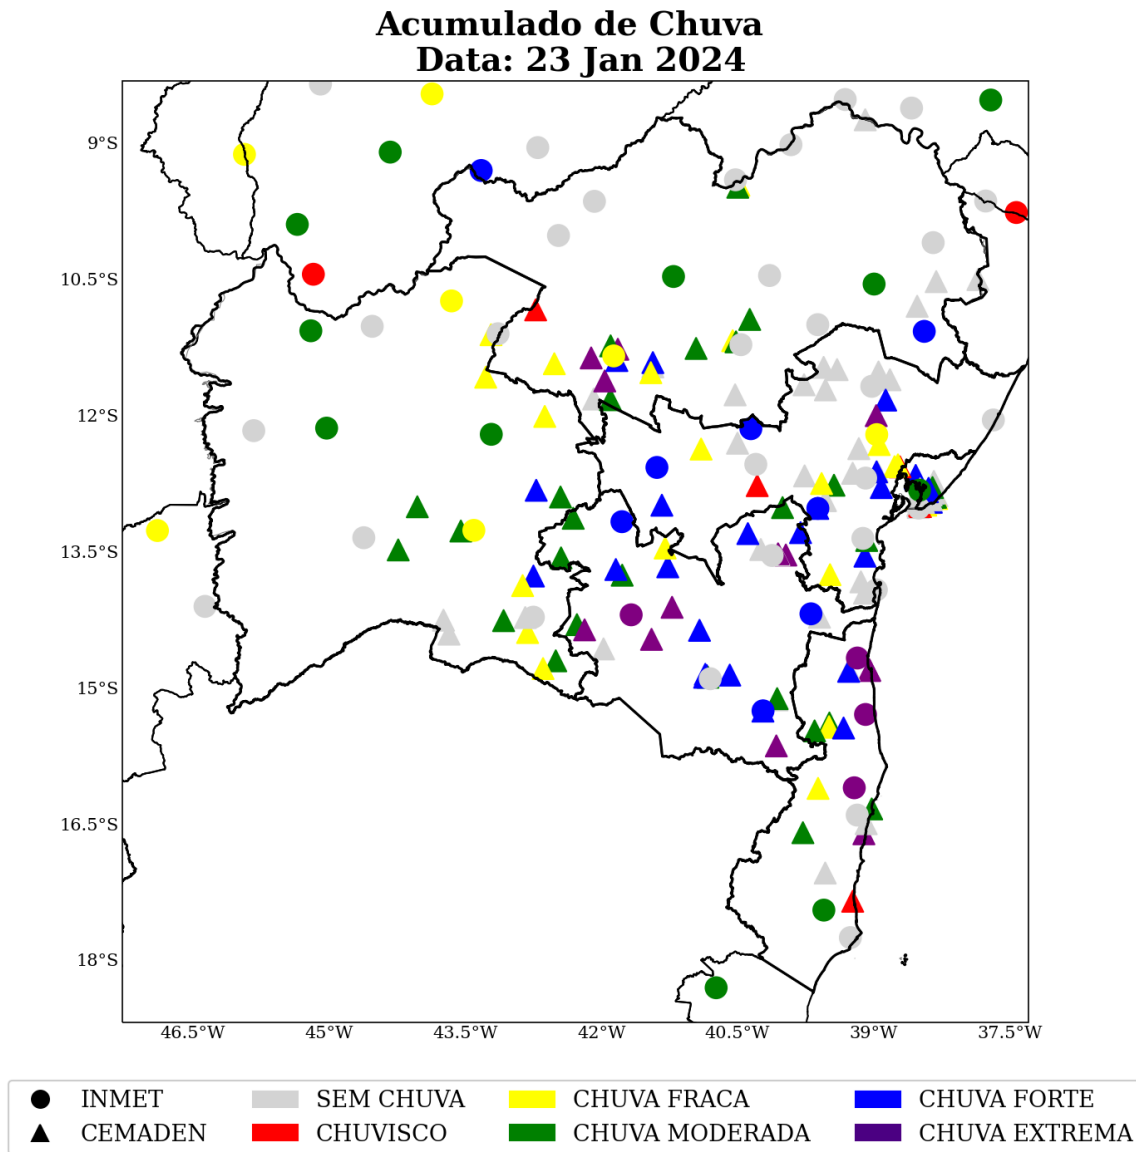 Acumulado de Chuva
Data: 23 Jan 2024
9°S
10.5°S
12°S
13.5°S
15°S
16.5°S
18°S
46.5°W 45°W 43.5°W 42°W 40.5°W 39°W 37.5°W
INMET SEM CHUVA CHUVA FRACA CHUVA FORTE
CEMADEN CHUVISCO CHUVA MODERADA CHUVA EXTREMA